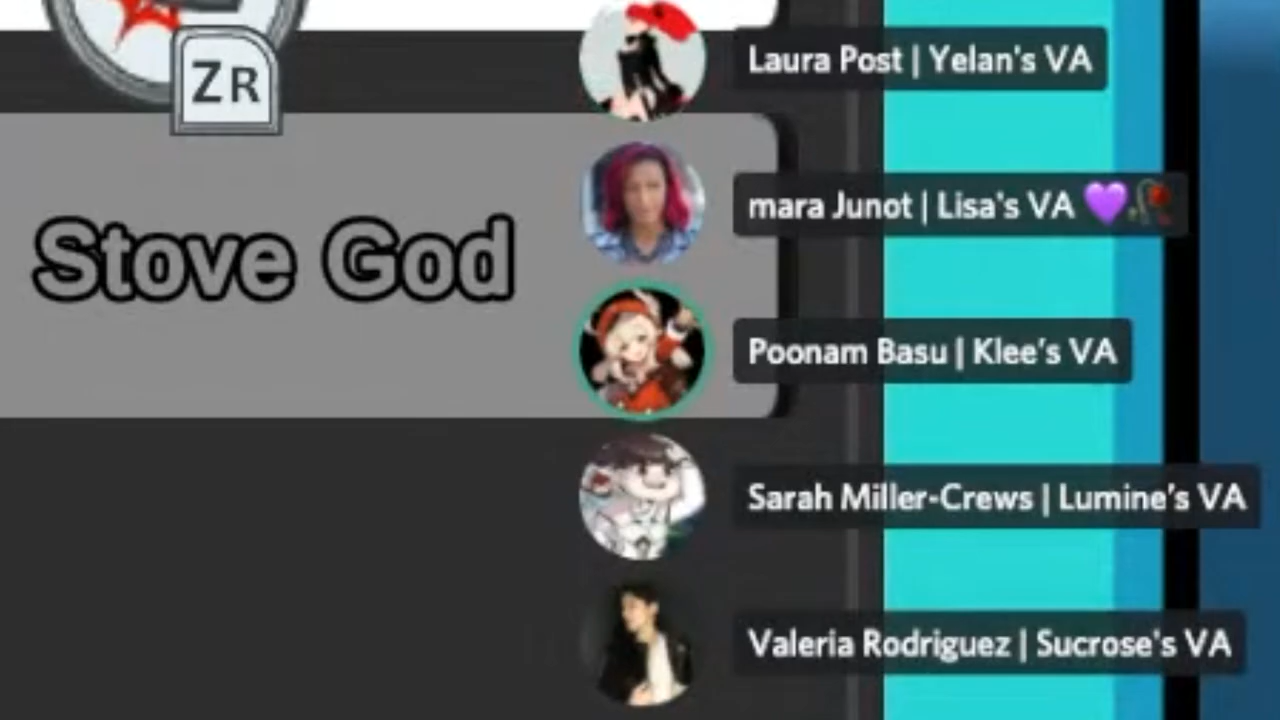 ZR
Laura Post | Yelan's VA
mara Junot | Lisa's VA 💜🥀
Stove God
Poonam Basu | Klee's VA
Sarah Miller-Crews | Lumine's VA
Valeria Rodriguez | Sucrose's VA